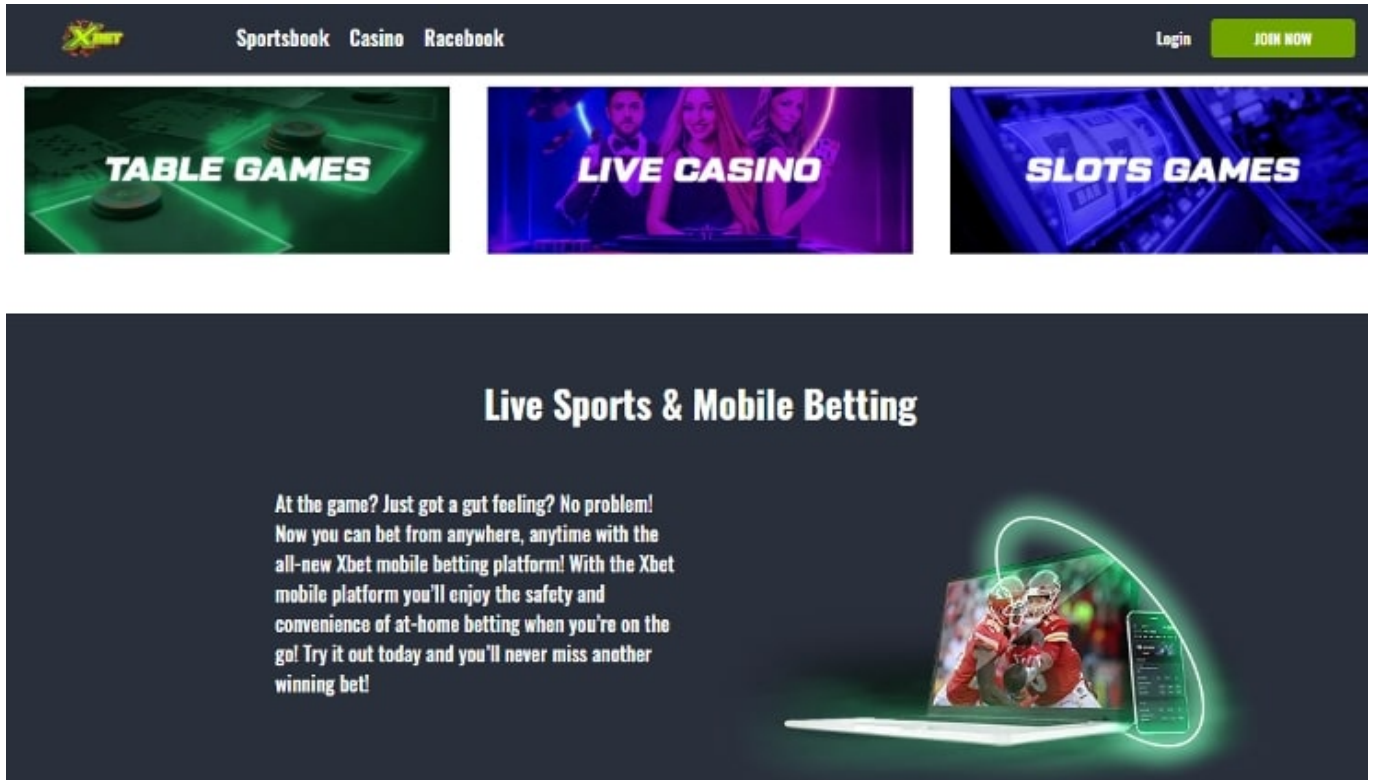 XBET
Sportsbook Casino Racebook
Login JOIN NOW
TABLE GAMES
LIVE CASINO
SLOTS GAMES
Live Sports & Mobile Betting
At the game? Just got a gut feeling? No problem!
Now you can bet from anywhere, anytime with the
all-new Xbet mobile betting platform! With the Xbet
mobile platform you'll enjoy the safety and
convenience of at-home betting when you're on the
go! Try it out today and you'll never miss another
winning bet!